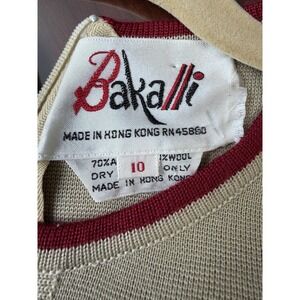 Bakalli
MADE IN HONG KONG RN45860
70%A 10 %WOOL
DRY ONLY
MADE IN HONG KONG